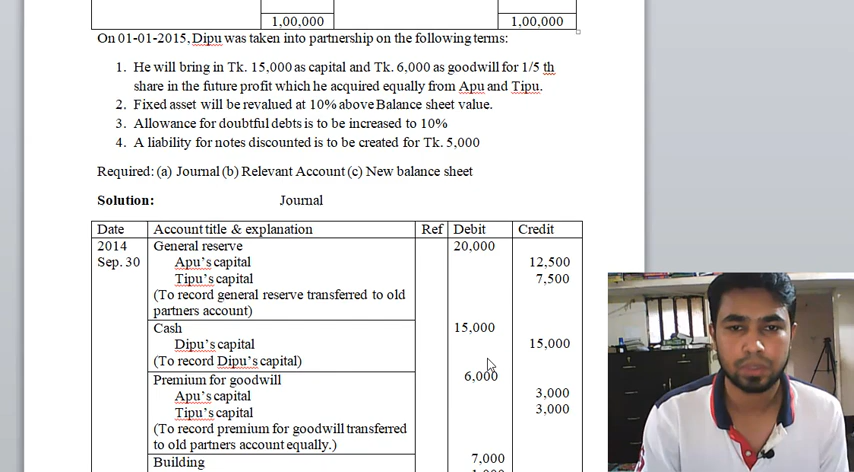 1,00,000 1,00,000
On 01-01-2015, Dipu was taken into partnership on the following terms:
1. He will bring in Tk. 15,000 as capital and Tk. 6,000 as goodwill for 1/5 th
share in the future profit which he acquired equally from Apu and Tipu.
2. Fixed asset will be revalued at 10% above Balance sheet value.
3. Allowance for doubtful debts is to be increased to 10%
4. A liability for notes discounted is to be created for Tk. 5,000
Required: (a) Journal (b) Relevant Account (c) New balance sheet
Solution: Journal
Date Account title & explanation Ref Debit Credit
2014 General reserve 20,000
Sep. 30 Apu's capital 12,500
Tipu's capital 7,500
(To record general reserve transferred to old
partners account)
Cash 15,000
Dipu's capital 15,000
(To record Dipu's capital)
Premium for goodwill 6,000
Apu's capital 3,000
Tipu's capital 3,000
(To record premium for goodwill transferred
to old partners account equally.)
Building 7,000